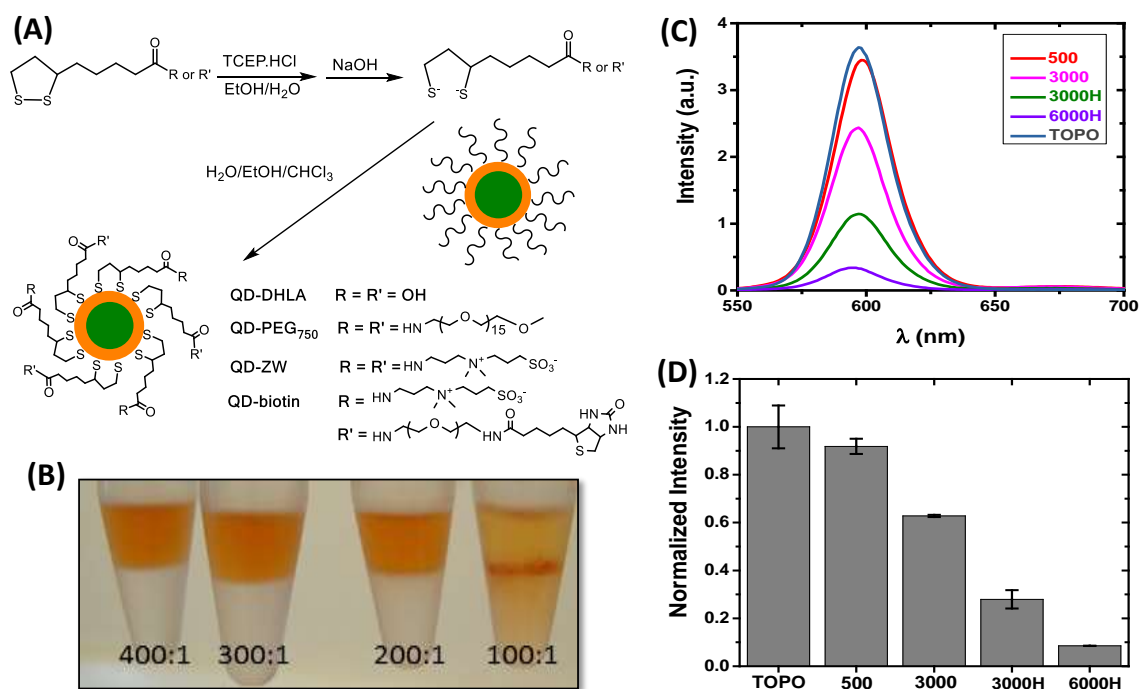 (A)
O
R or R'
S-S
TCEP.HCl
EtOH/H2O
NaOH
O
R or R'
S- -S
H2O/EtOH/CHCl3
O R'
R O
O R
R O
O R'
R' O
O R
R O
S S S S S S S S S S S S S S
QD-DHLA R = R' = OH
QD-PEG750 R = R' = HN O 15 O
QD-ZW R = R' = HN N+ SO3-
QD-biotin R = HN N+ SO3-
R' = HN O HN O S HN NH O
(B)
400:1 300:1 200:1 100:1
(C)
Intensity (a.u.)
4
3
2
1
0
500
3000
3000H
6000H
TOPO
550 600 650 700
λ (nm)
(D)
Normalized Intensity
1.2
1.0
0.8
0.6
0.4
0.2
0.0
TOPO 500 3000 3000H 6000H